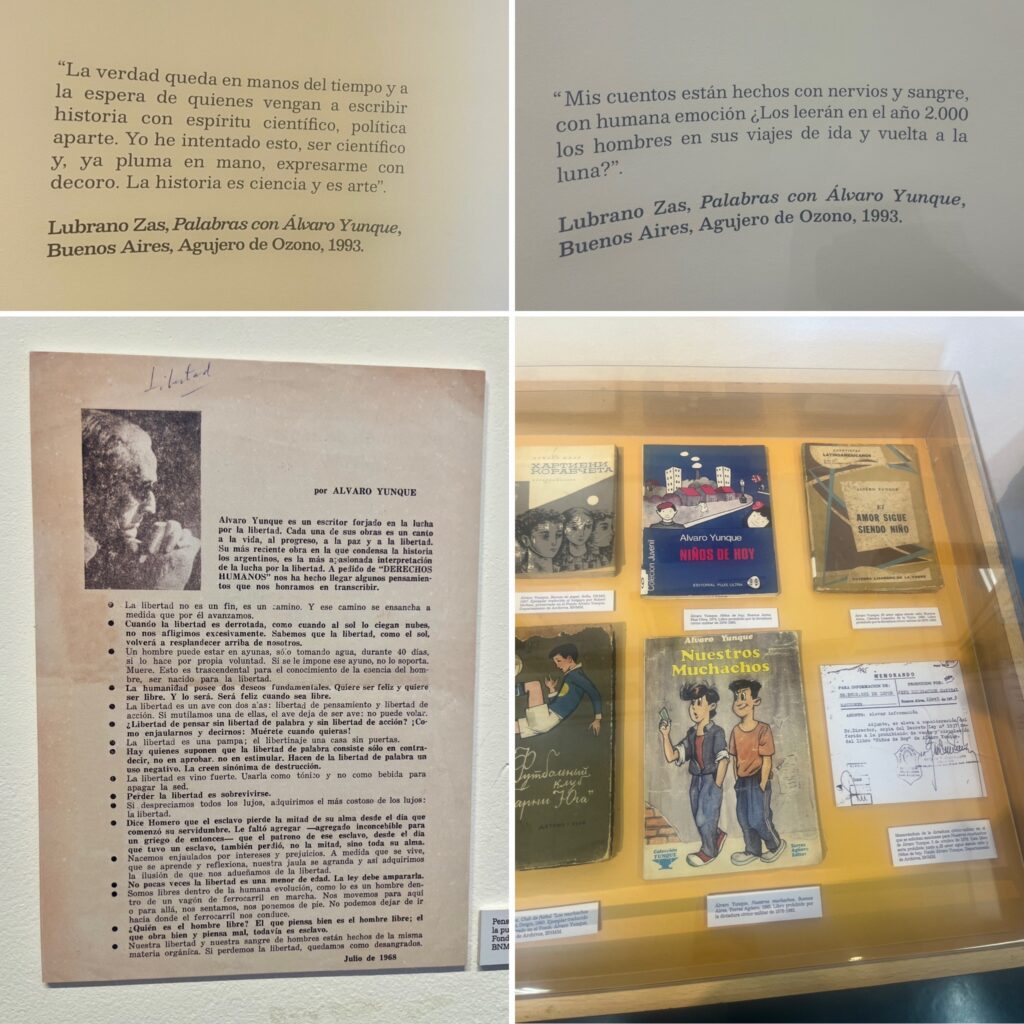 “La verdad queda en manos del tiempo y a
la espera de quienes vengan a escribir
historia con espíritu científico, política
aparte. Yo he intentado esto, ser científico
y, ya pluma en mano, expresarme con
decoro. La historia es ciencia y es arte”.
Lubrano Zas, Palabras con Álvaro Yunque,
Buenos Aires, Agujero de Ozono, 1993.
“Mis cuentos están hechos con nervios y sangre,
con humana emoción ¿Los leerán en el año 2.000
los hombres en sus viajes de ida y vuelta a la
luna?”.
Lubrano Zas, Palabras con Álvaro Yunque,
Buenos Aires, Agujero de Ozono, 1993.
Libertad
por ALVARO YUNQUE
Alvaro Yunque es un escritor forjado en la lucha
por la libertad. Cada una de sus obras es un canto
a la vida, al progreso, a la paz y a la libertad.
Su más reciente obra en la que condensa la historia
los argentinos, es la más apasionada interpretación
de la lucha por la libertad. A pedido de "DERECHOS
HUMANOS" nos ha hecho llegar algunos pensamien-
tos que nos honramos en transcribir.
La libertad no es un fin, es un camino. Y ese camino se ensancha a
medida que por él avanzamos.
Cuando la libertad es derrotada, como cuando al sol lo ciegan nubes,
no nos afligimos excesivamente. Sabemos que la libertad, como el sol,
volverá a resplandecer arriba de nosotros.
Un hombre puede estar en ayunas, sólo tomando agua, durante 40 días,
si lo hace por propia voluntad. Si se le impone ese ayuno, no lo soporta.
Muere. Esto es trascendental para el conocimiento de la esencia del hom-
bre, ser nacido para la libertad.
La humanidad posee dos deseos fundamentales. Quiere ser feliz y quiere
ser libre. Y lo será. Será feliz cuando sea libre.
La libertad es un ave con dos alas: libertad de pensamiento y libertad de
acción. Si mutilamos una de ellas, el ave deja de ser ave: no puede volar.
¿Libertad de pensar sin libertad de palabra y sin libertad de acción? ¡Co-
mo enjaularnos y decirnos: Muérete cuando quieras!
La libertad es una pampa; el libertinaje una casa sin puertas.
Hay quienes suponen que la libertad de palabra consiste sólo en contra-
decir, no en aprobar, no en estimular. Hacen de la libertad de palabra un
uso negativo. La creen sinónima de destrucción.
La libertad es vino fuerte. Usarla como tónico y no como bebida para
apagar la sed.
Perder la libertad es sobrevivirse.
Si despreciamos todos los lujos, adquirimos el más costoso de los lujos:
la libertad.
Dice Homero que el esclavo pierde la mitad de su alma desde el día que
comenzó su servidumbre. Le faltó agregar —agregado inconcebible para
un griego de entonces— que el patrono de ese esclavo, desde el día
que tuvo un esclavo, también perdió, no la mitad, sino toda su alma.
Nacemos enjaulados por intereses y prejuicios. A medida que se vive,
que se aprende y reflexiona, nuestra jaula se agranda y así adquirimos
la ilusión de que nos adueñamos de la libertad.
No pocas veces la libertad es una menor de edad. La ley debe ampararla.
Somos libres dentro de la humana evolución, como lo es un hombre den-
tro de un vagón de ferrocarril en marcha. Nos movemos para aquí
o para allá, nos sentamos, nos ponemos de pie. No podemos dejar de ir
hacia donde el ferrocarril nos conduce.
¿Quién es el hombre libre? El que piensa bien es el hombre libre; el
que obra bien y piensa mal, todavía es esclavo.
Nuestra libertad y nuestra sangre de hombres están hechos de la misma
materia orgánica. Si perdemos la libertad, quedamos como desangrados.
Julio de 1968
Pens
la pu
Fond
BNMM
ХАРТИЕНИ
КОРАБЧЕТА
Alvaro Yunque
NIÑOS DE HOY
Colección Juvenil
EDITORIAL PLUS ULTRA
LATINOAMERICANOS
ALVARO YUNQUE
EL
AMOR SIGUE
SIENDO NIÑO
Футбольный
клуб
Alvaro Yunque
Nuestros
Muchachos
Colección
YUNQUE
Torres
Agüero
Editor
MEMORANDO
PARA INFORMACION DE:
PRODUCIDO POR:
ASUNTO: Elevar información